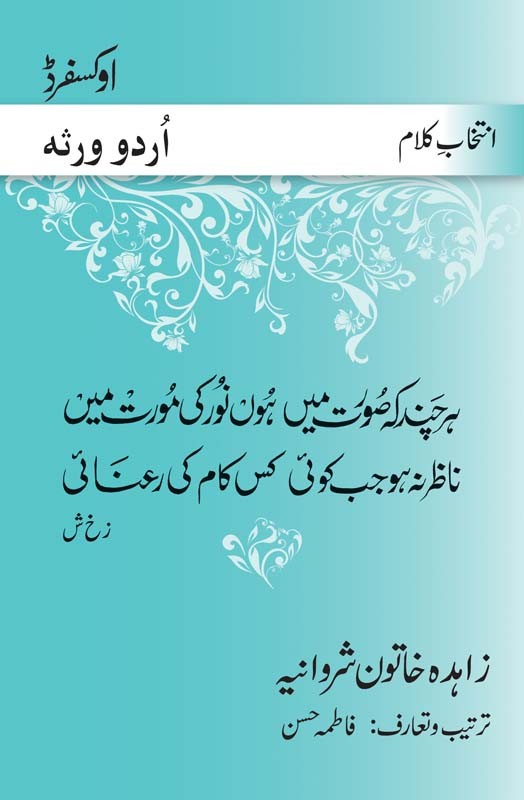 اوکسفرڈ
اُردو ورثہ
انتخابِ کلام
ہر چند کہ صُورت میں ہُوں نُور کی مُورت میں
ناظر نہ ہو جب کوئی کس کام کی رعنائی
ز خ ش
زاہدہ خاتون شروانیہ
ترتیب و تعارف: فاطمہ حسن